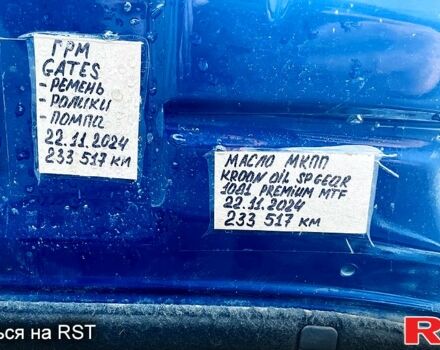 ГРМ
GATES
- РЕМЕНЬ
- РОЛИКИ
- ПОМПА
22.11.2024
233 517 КМ
МАСЛО МКПП
KROON OIL SPGEAR
1021 PREMIUM MTF
22.11.2024
233 517 КМ
ься на RST
R